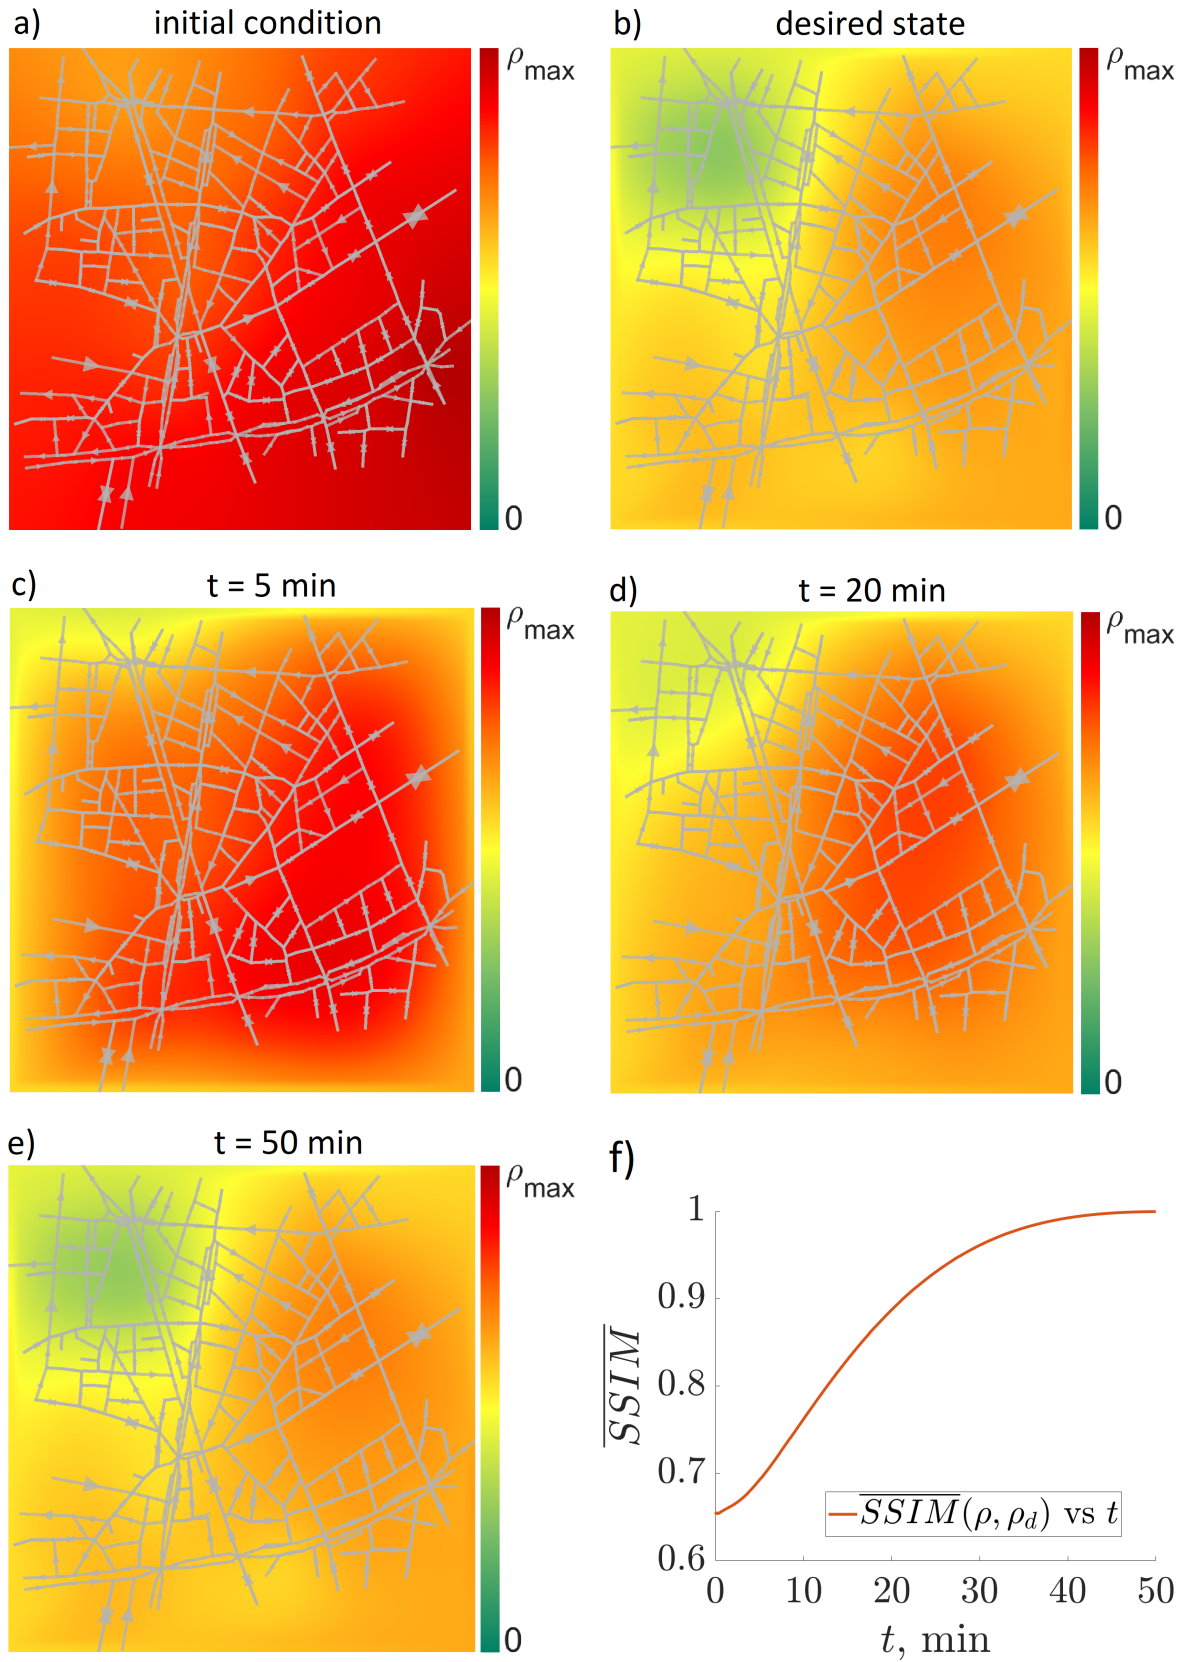 a) initial condition
ρmax
0
b) desired state
ρmax
0
c) t = 5 min
ρmax
0
d) t = 20 min
ρmax
0
e) t = 50 min
ρmax
0
f)
1
0.9
0.8
0.7
0.6
SSIM
SSIM(ρ, ρd) vs t
0 10 20 30 40 50
t, min